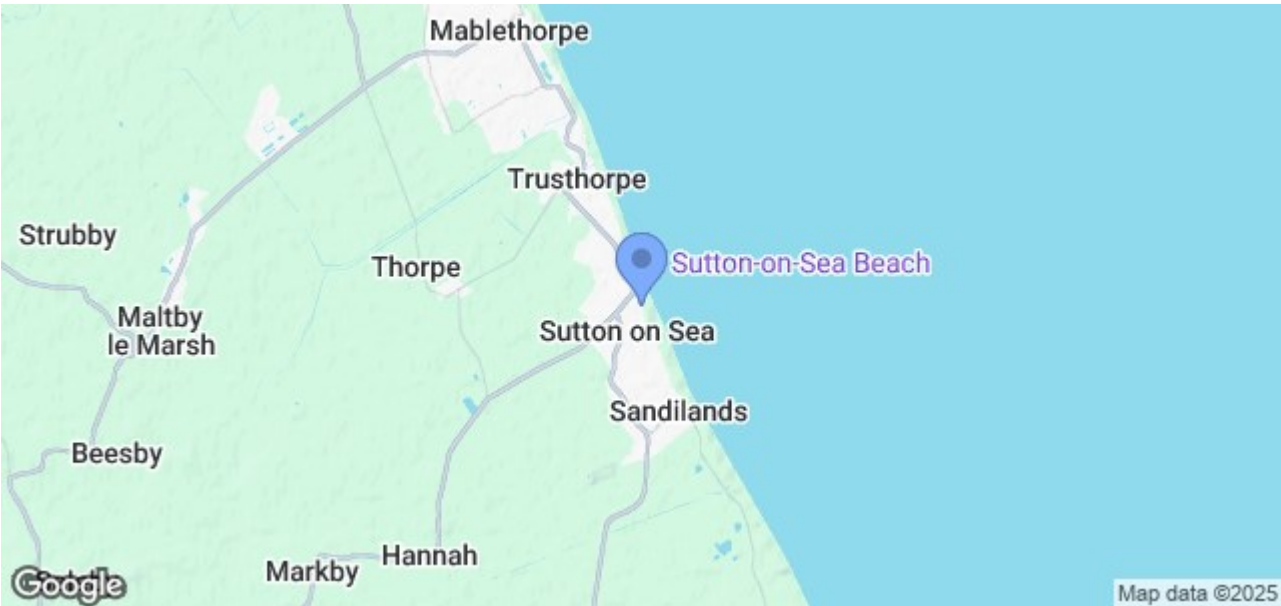 Mablethorpe
Trusthorpe
Strubby
Sutton-on-Sea Beach
Thorpe
Maltby
le Marsh
Sutton on Sea
Sandilands
Beesby
Hannah
Markby
Google
Map data ©2025